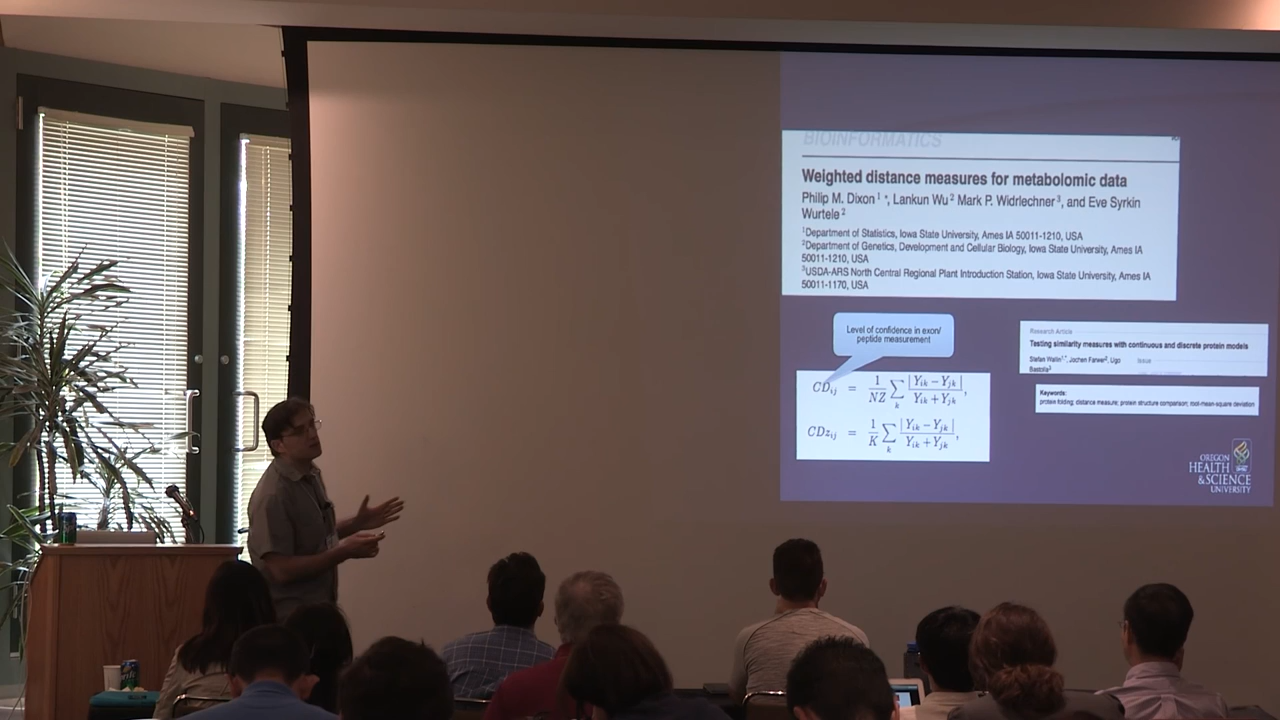 BIOINFORMATICS
Weighted distance measures for metabolomic data
Philip M. Dixon 1 *, Lankun Wu 2 Mark P. Widrlechner 3, and Eve Syrkin
Wurtele 2
1Department of Statistics, Iowa State University, Ames IA 50011-1210, USA
2Department of Genetics, Development and Cellular Biology, Iowa State University, Ames IA
50011-1210, USA
3USDA-ARS North Central Regional Plant Introduction Station, Iowa State University, Ames IA
50011-1170, USA
Level of confidence in exon/
peptide measurement
CDij = 1/NZ ∑k |Yik − Yjk| / Yik + Yjk,
CDzij = 1/K ∑k |Yik − Yjk| / Yik + Yjk,
Research Article
Testing similarity measures with continuous and discrete protein models
Stefan Wallin1,*, Jochen Farwer2, Ugo
Bastolla3
Issue
Keywords:
protein folding; distance measure; protein structure comparison; root-mean-square deviation
OREGON
HEALTH
&SCIENCE
UNIVERSITY